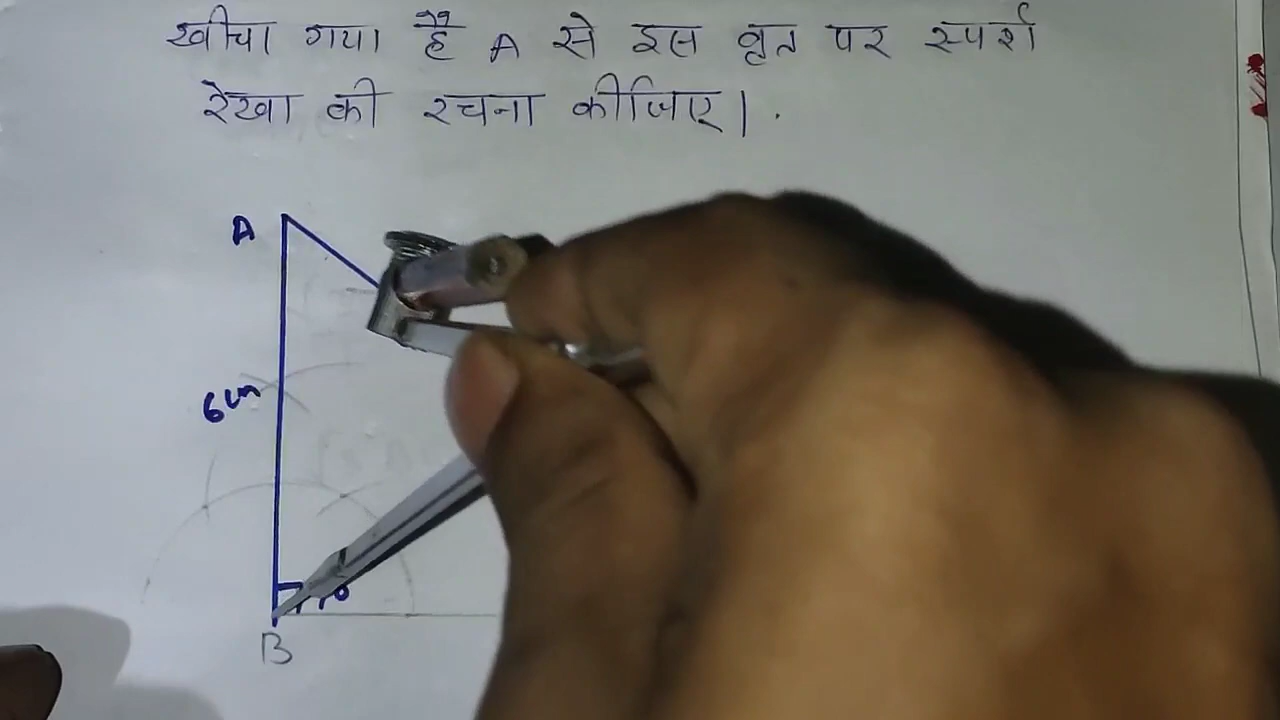 खीचा गया है A से इस वृत पर स्पर्श
रेखा की रचना कीजिए।
A
6cm
B